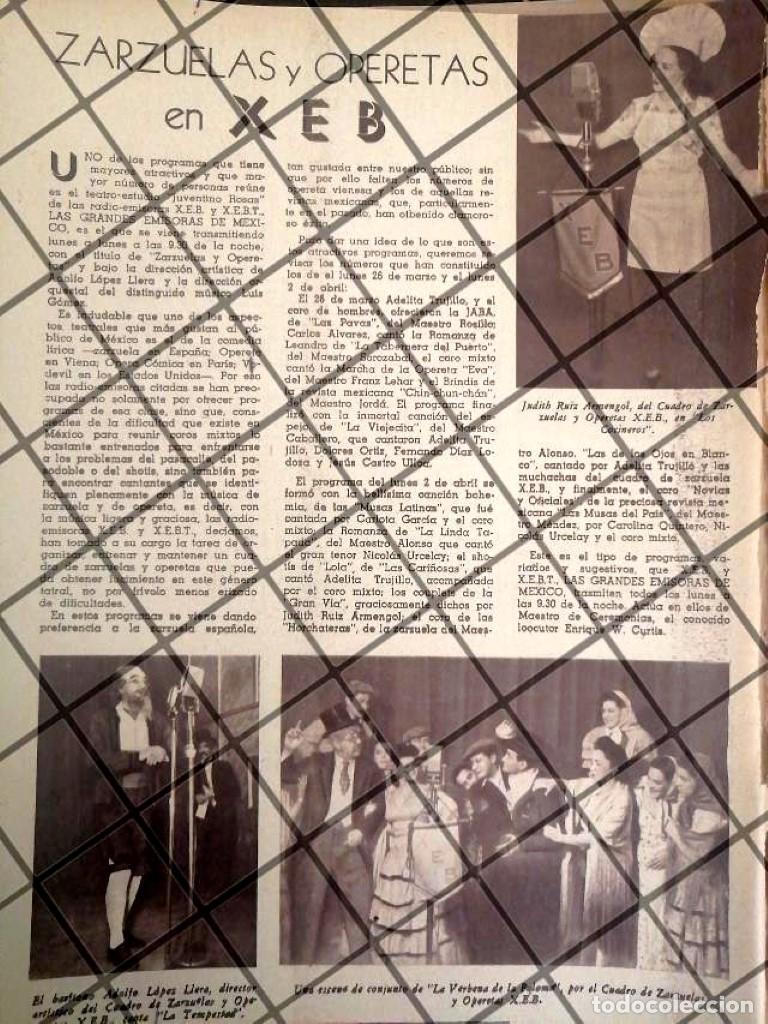 ZARZUELAS y OPERETAS
en XEB
UNO de los programas que tiene
mayores atractivos y que ma-
yor número de personas reúne
es el teatro-estudio "Juventino Rosas"
de las radio-emisoras X.E.B. y X.E.B.T.,
LAS GRANDES EMISORAS DE MEXI-
CO, es el que se viene transmitiendo
lunes a lunes a las 9.30 de la noche,
con el título de "Zarzuelas y Opere-
tas" y bajo la dirección artística de
Adolfo López Llera y la dirección or-
questal del distinguido músico Luis
Gómez.
Es indudable que uno de los espec-
táculos teatrales que más gustan al pú-
blico de México es el de la comedia
lírica —zarzuela en España; Opereta
en Viena; Opera Cómica en París; Vo-
devil en los Estados Unidos— Por eso
las radio-emisoras citadas se han preo-
cupado no solamente por ofrecer pro-
gramas de esa clase, sino que, cons-
cientes de la dificultad que existe en
México para reunir coros mixtos lo
bastante entrenados para enfrentarse
a los problemas del pasacalle, del pa-
sodoble o del shotis, sino también pa-
ra encontrar cantantes que se identi-
fiquen plenamente con la música de
zarzuela y de opereta, es decir, con
la música ligera y graciosa, las radio-
emisoras X.E.B. y X.E.B.T., decidie-
ron tomar a su cargo la tarea de or-
ganizar, entrenar y mantener un cua-
dro de zarzuelas y operetas que pue-
da obtener lucimiento en este género
teatral, no por frívolo menos erizado
de dificultades.
En estos programas se viene dando
preferencia a la zarzuela española,
tan gustada entre nuestro público; sin
que por ello falten los números de
opereta vienesa y los de aquellas re-
vistas mexicanas, que, particularmen-
te en el pasado, han obtenido clamoro-
so éxito.
Para dar una idea de lo que son es-
tos atractivos programas, queremos re-
visar los números que han constituido
los de el lunes 26 de marzo y el lunes
2 de abril:
El 26 de marzo Adelita Trujillo, y el
coro de hombres, ofrecieron la JABA,
de "Las Pavas", del Maestro Rosillo;
Carlos Alvarez, cantó la Romanza de
Leandro de "La Tabernera del Puerto",
del Maestro Sorozabal; el coro mixto
cantó la Marcha de la Opereta "Eva",
del Maestro Franz Lehar y el Brindis de
la revista mexicana "Chin-chun-chán",
del Maestro Jordá. El programa fina-
lizó con la inmortal canción del es-
pejo, de "La Viejecita", del Maestro
Caballero, que cantaron Adelita Tru-
jillo, Dolores Ortiz, Fernando Díaz Lo-
dosa y Jesús Castro Ulloa.
El programa del lunes 2 de abril se
formó con la bellísima canción bohe-
mia, de las "Musas Latinas", que fué
cantada por Carlota García y el coro
mixto; la Romanza de "La Linda Ta-
pada", del Maestro Alonso que cantó
el gran tenor Nicolás Urcelay; el sho-
tis de "Lola", de "Las Cariñosas", que
cantó Adelita Trujillo, acompañada
por el coro mixto; los couplets de la
"Gran Vía", graciosamente dichos por
Judith Ruiz Armengol; el coro de las
"Horchateras", de la zarsuela del Maes-
Judith Ruiz Armengol, del Cuadro de Zar-
zuelas y Operetas X.E.B., en "Los
Cocineros".
tro Alonso. "Las de los Ojos en Blan-
co", cantado por Adelita Trujillo y las
muchachas del cuadro de zarzuela
X.E.B., y finalmente, el coro "Novias
y Oficiales" de la preciosa revista me-
xicana "Las Musas del País" del Maes-
tro Méndez, por Carolina Quintero, Ni-
colás Urcelay y el coro mixto.
Este es el tipo de programas, va-
riados y sugestivos, que X.E.B. y
X.E.B.T., LAS GRANDES EMISORAS DE
MEXICO, trasmiten todos los lunes a
las 9.30 de la noche. Actúa en ellos de
Maestro de Ceremonias, el conocido
loocutor Enrique W. Curtis.
E
B
E B
El barítono Adolfo López Llera, director
artístico del Cuadro de Zarzuelas y Ope-
X.E.B., canta "La Tempestad".
Una escena de conjunto de "La Verbena de la Paloma", por el Cuadro de Zarzuelas
y Operetas X.E.B.
todocoleccion